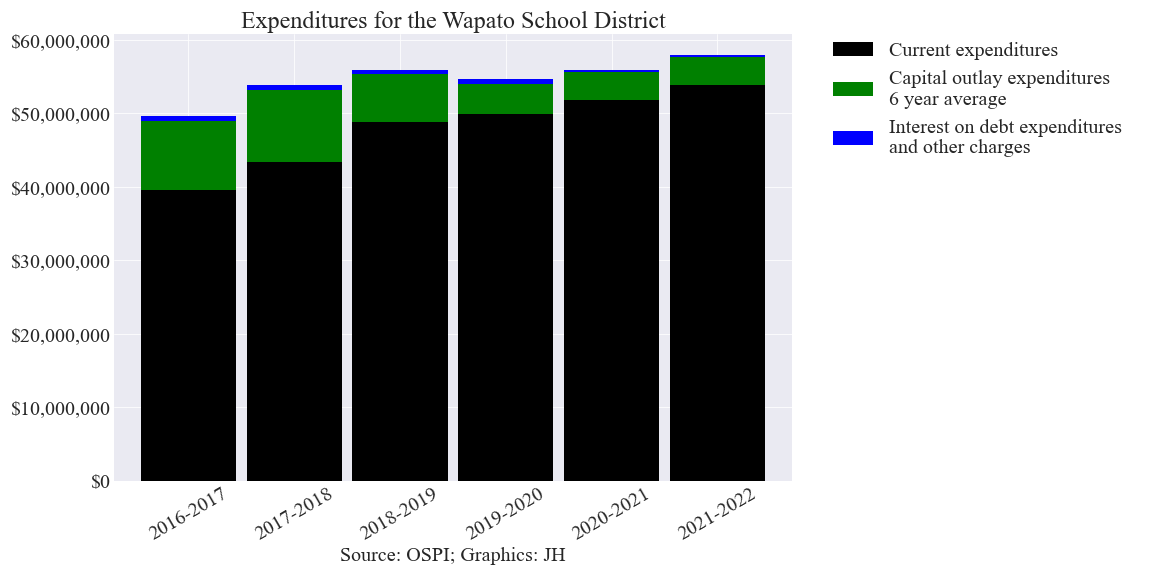 Expenditures for the Wapato School District
$60,000,000
$50,000,000
$40,000,000
$30,000,000
$20,000,000
$10,000,000
$0
2016-2017
2017-2018
2018-2019
2019-2020
2020-2021
2021-2022
Source: OSPI; Graphics: JH
Current expenditures
Capital outlay expenditures
6 year average
Interest on debt expenditures
and other charges